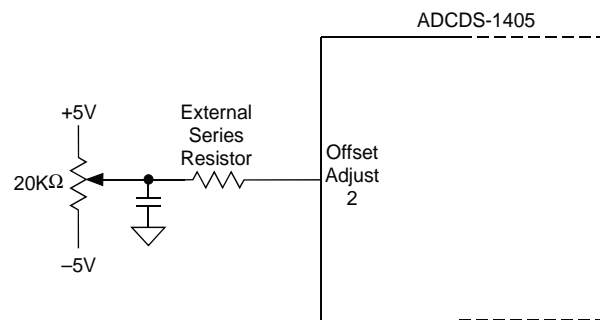 ADCDS-1405
+5V
External
Series
Resistor
Offset
Adjust
2
20KΩ
–5V